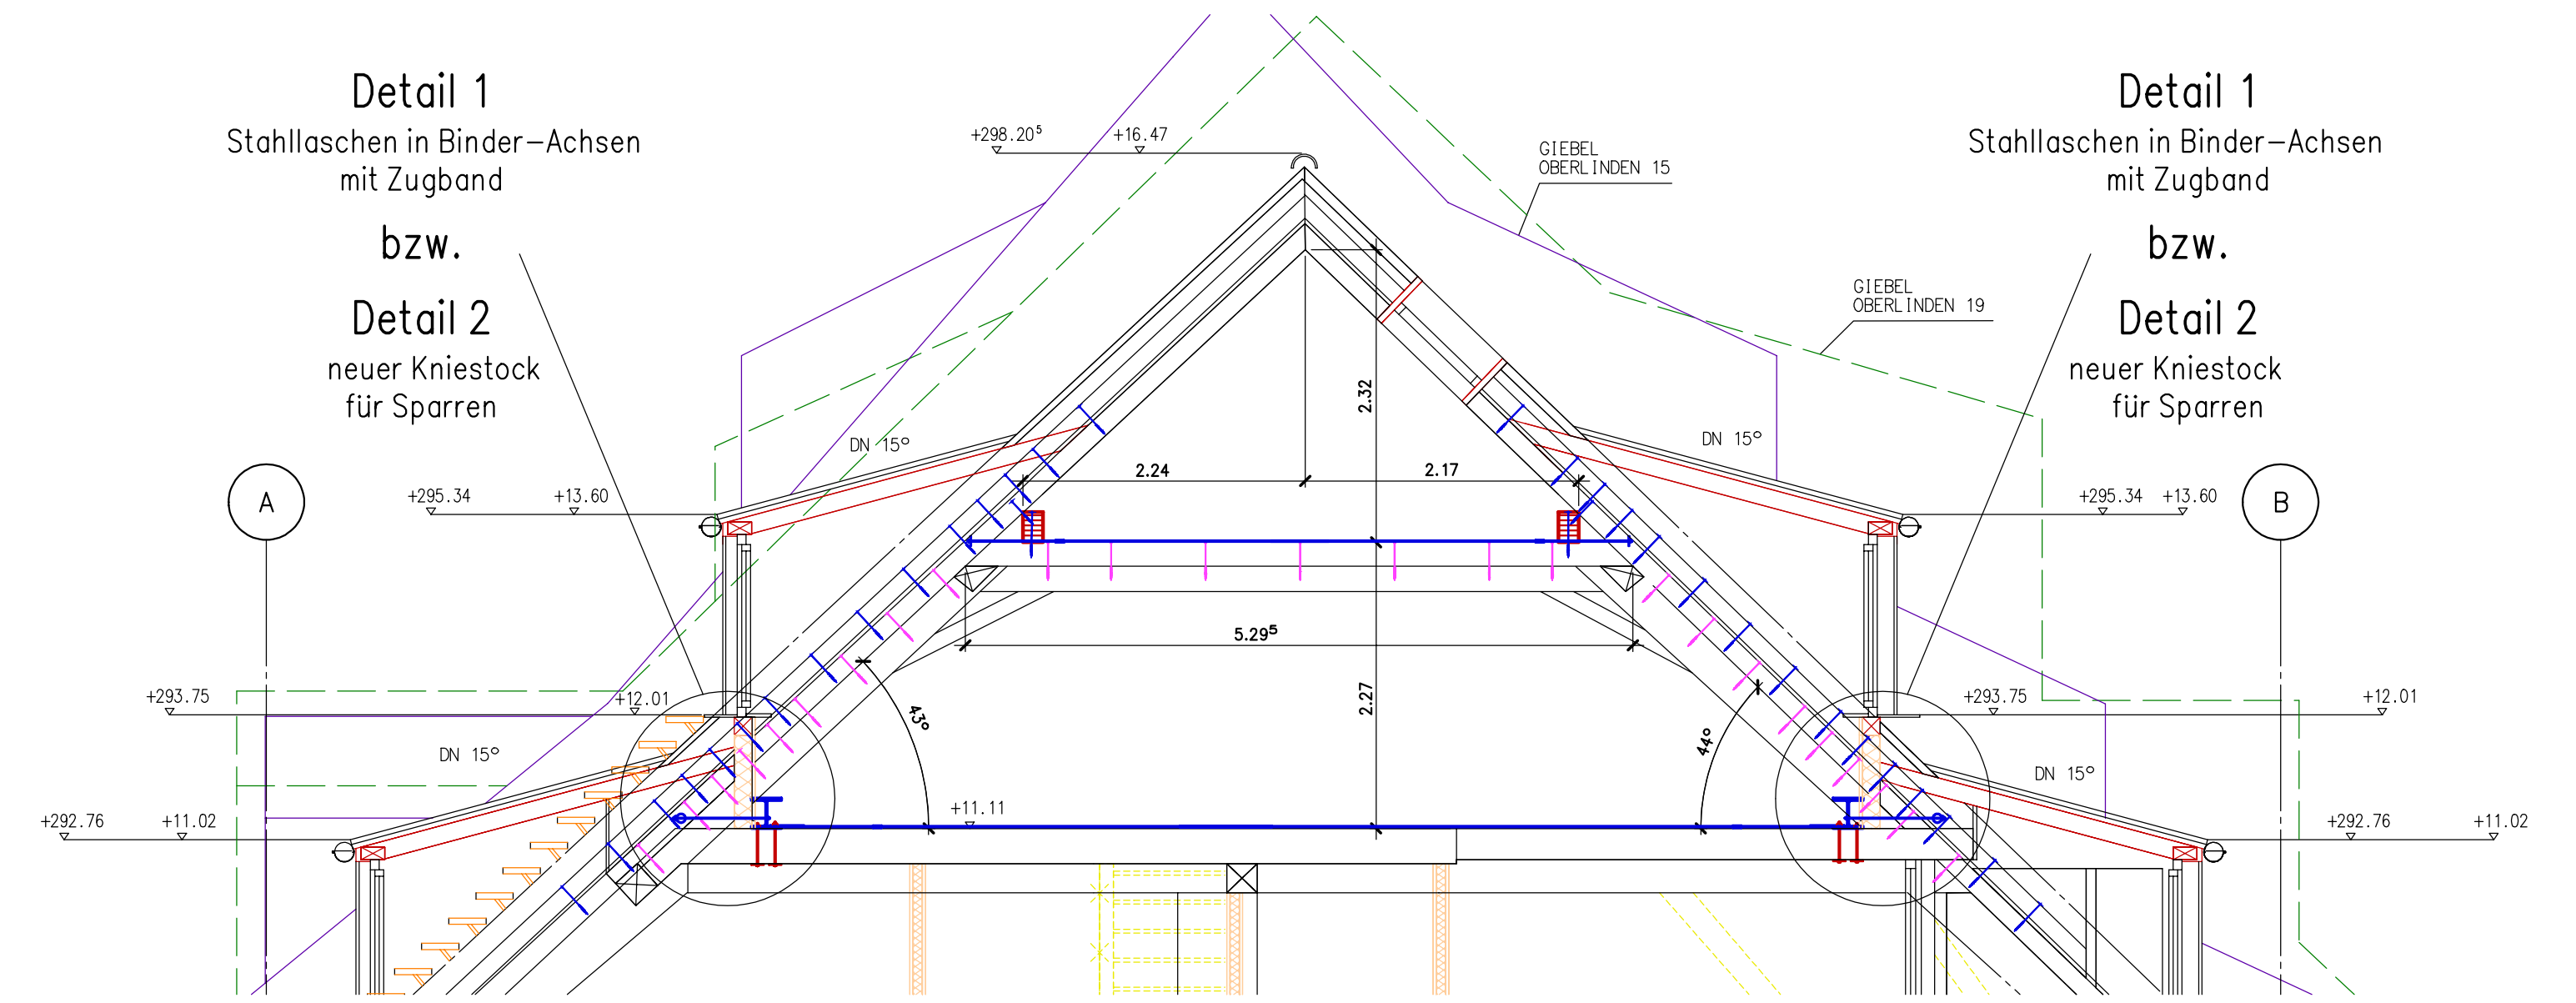 Detail 1
Stahllaschen in Binder-Achsen
mit Zugband
bzw.
Detail 2
neuer Kniestock
für Sparren
Detail 1
Stahllaschen in Binder-Achsen
mit Zugband
bzw.
Detail 2
neuer Kniestock
für Sparren
+298.20⁵
+16.47
GIEBEL
OBERLINDEN 15
GIEBEL
OBERLINDEN 19
2.32
DN 15°
DN 15°
2.24
2.17
+295.34
+13.60
+295.34
+13.60
A
B
5.29⁵
+293.75
+12.01
2.27
+293.75
+12.01
43°
44°
DN 15°
DN 15°
+292.76
+11.02
+11.11
+292.76
+11.02